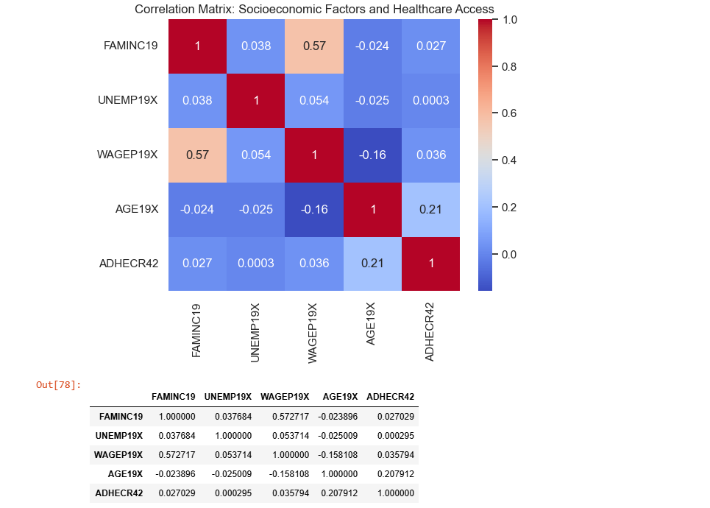 Correlation Matrix: Socioeconomic Factors and Healthcare Access
FAMINC19 1 0.038 0.57 -0.024 0.027
UNEMP19X 0.038 1 0.054 -0.025 0.0003
WAGEP19X 0.57 0.054 1 -0.16 0.036
AGE19X -0.024 -0.025 -0.16 1 0.21
ADHECR42 0.027 0.0003 0.036 0.21 1
FAMINC19 UNEMP19X WAGEP19X AGE19X ADHECR42
1.0
0.8
0.6
0.4
0.2
0.0
Out[78]:
FAMINC19 UNEMP19X WAGEP19X AGE19X ADHECR42
FAMINC19 1.000000 0.037684 0.572717 -0.023896 0.027029
UNEMP19X 0.037684 1.000000 0.053714 -0.025009 0.000295
WAGEP19X 0.572717 0.053714 1.000000 -0.158108 0.035794
AGE19X -0.023896 -0.025009 -0.158108 1.000000 0.207912
ADHECR42 0.027029 0.000295 0.035794 0.207912 1.000000